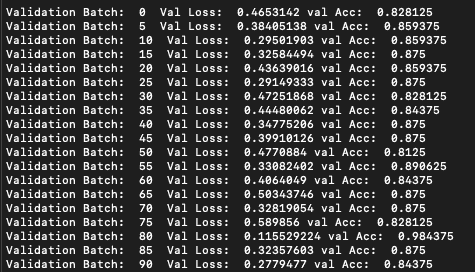 Validation Batch:  0  Val Loss:  0.4653142 val Acc:  0.828125
Validation Batch:  5  Val Loss:  0.38405138 val Acc:  0.859375
Validation Batch:  10  Val Loss:  0.29501903 val Acc:  0.859375
Validation Batch:  15  Val Loss:  0.32584494 val Acc:  0.875
Validation Batch:  20  Val Loss:  0.43639016 val Acc:  0.859375
Validation Batch:  25  Val Loss:  0.29149333 val Acc:  0.875
Validation Batch:  30  Val Loss:  0.47251868 val Acc:  0.828125
Validation Batch:  35  Val Loss:  0.44480062 val Acc:  0.84375
Validation Batch:  40  Val Loss:  0.34775206 val Acc:  0.875
Validation Batch:  45  Val Loss:  0.39910126 val Acc:  0.875
Validation Batch:  50  Val Loss:  0.4770884 val Acc:  0.8125
Validation Batch:  55  Val Loss:  0.33082402 val Acc:  0.890625
Validation Batch:  60  Val Loss:  0.4064049 val Acc:  0.84375
Validation Batch:  65  Val Loss:  0.50343746 val Acc:  0.875
Validation Batch:  70  Val Loss:  0.32819054 val Acc:  0.875
Validation Batch:  75  Val Loss:  0.589856 val Acc:  0.828125
Validation Batch:  80  Val Loss:  0.115529224 val Acc:  0.984375
Validation Batch:  85  Val Loss:  0.32357603 val Acc:  0.875
Validation Batch:  90  Val Loss:  0.2779477 val Acc:  0.84375